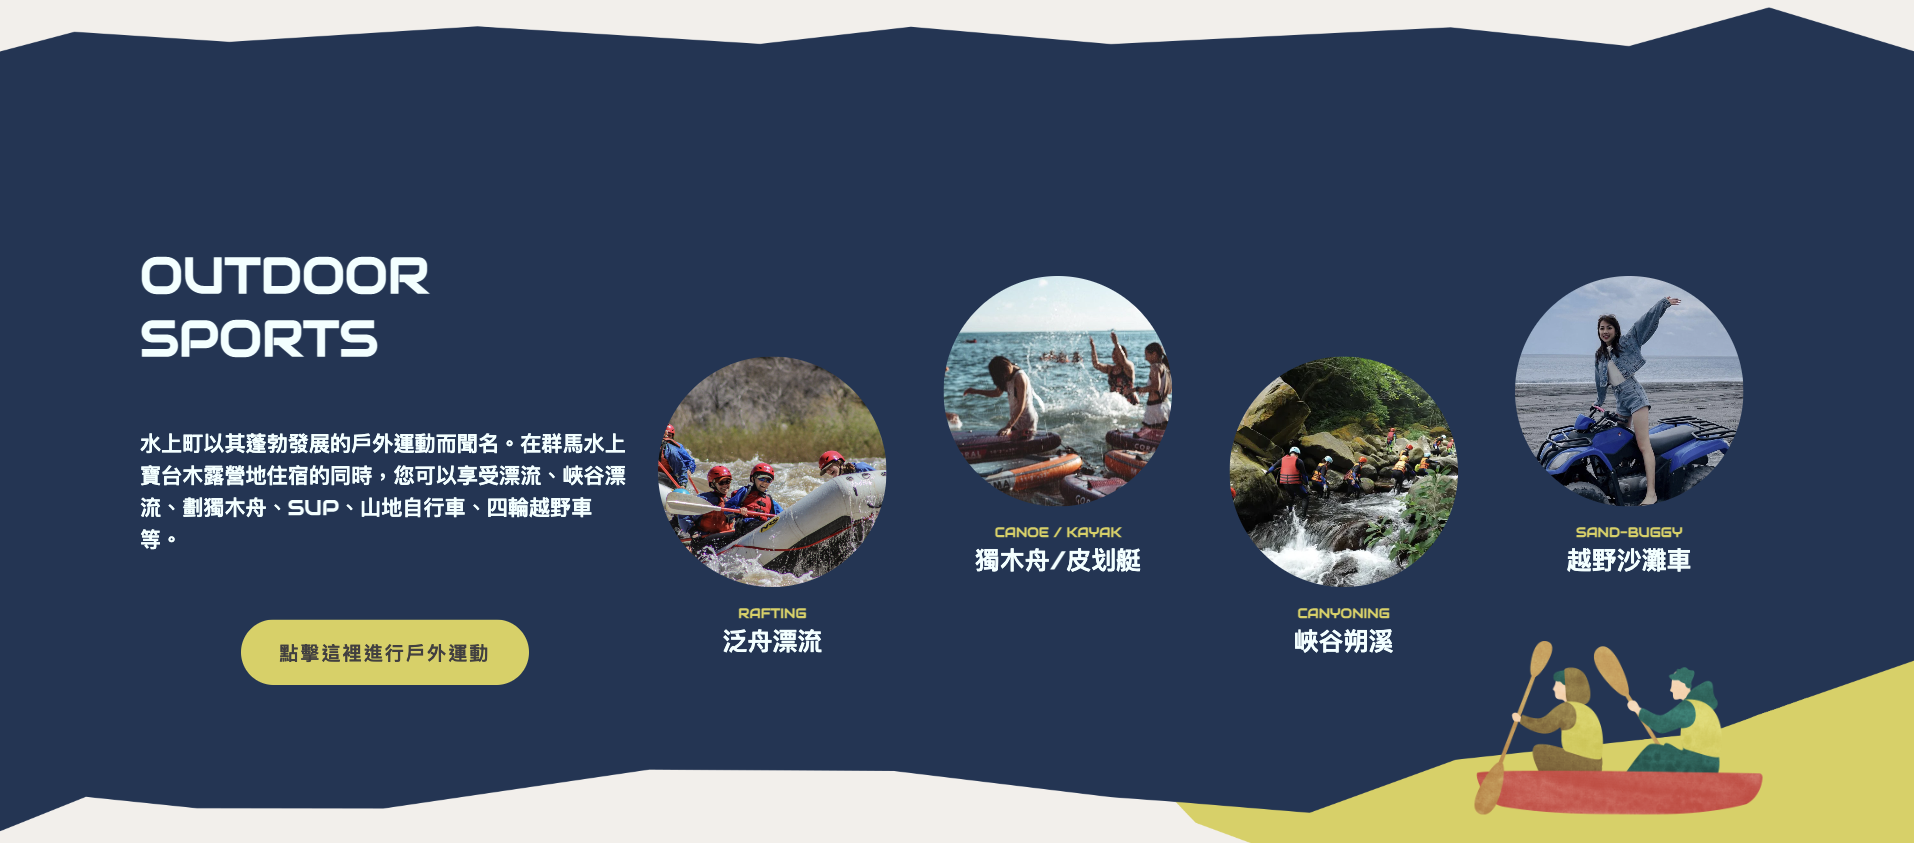 OUTDOOR
SPORTS
水上町以其蓬勃發展的戶外運動而聞名。在群馬水上
寶台木露營地住宿的同時，您可以享受漂流、峽谷漂
流、劃獨木舟、SUP、山地自行車、四輪越野車
等。
點擊這裡進行戶外運動
RAFTING
泛舟漂流
CANOE / KAYAK
獨木舟/皮划艇
CANYONING
峽谷朔溪
SAND-BUGGY
越野沙灘車